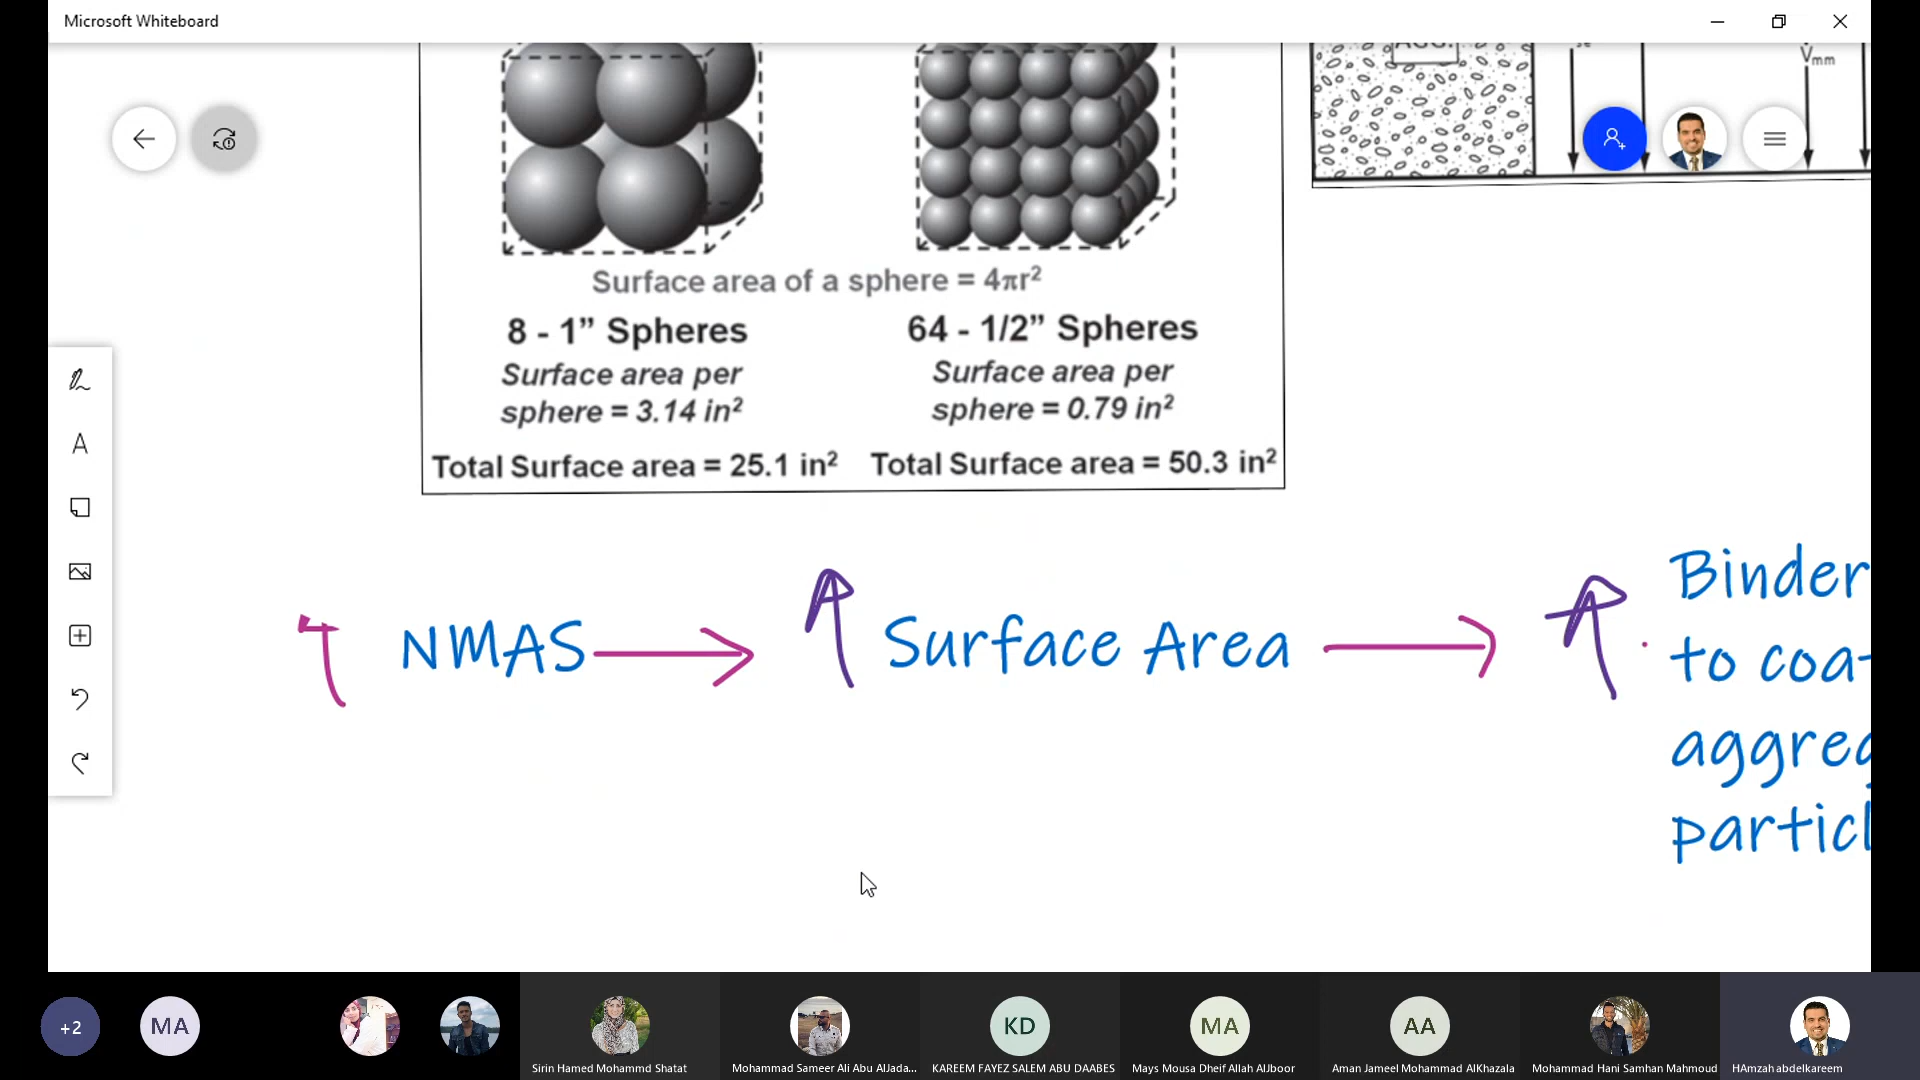 Microsoft Whiteboard
AGG.
V mm
Surface area of a sphere = 4πr²
8 - 1” Spheres
Surface area per
sphere = 3.14 in²
Total Surface area = 25.1 in²
64 - 1/2” Spheres
Surface area per
sphere = 0.79 in²
Total Surface area = 50.3 in²
NMAS
Surface Area
Binder
to coa
aggre
partic
+2
MA
Sirin Hamed Mohammd Shatat
Mohammad Sameer Ali Abu AlJada...
KD
KAREEM FAYEZ SALEM ABU DAABES
MA
Mays Mousa Dheif Allah AlJboor
AA
Aman Jameel Mohammad AlKhazala
Mohammad Hani Samhan Mahmoud
HAmzah abdelkareem